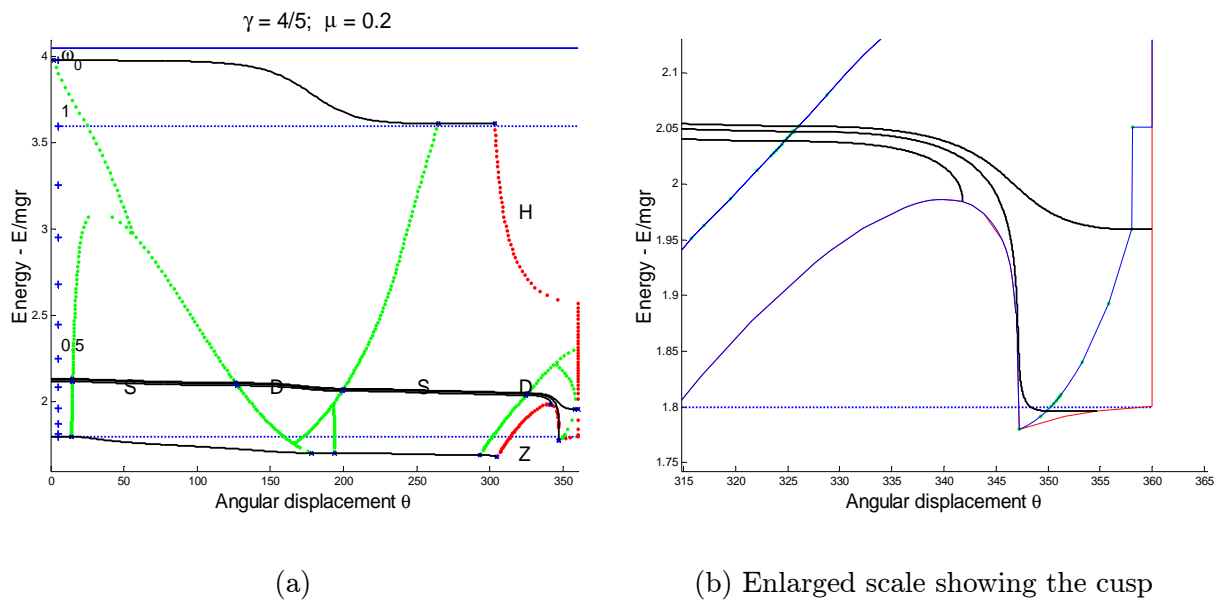 γ = 4/5; μ = 0.2
Energy - E/mgr
4
3.5
3
2.5
2
ω0
1
0.5
S
D
S
D
H
Z
0
50
100
150
200
250
300
350
Angular displacement θ
(a)
Energy - E/mgr
2.1
2.05
2
1.95
1.9
1.85
1.8
1.75
315
320
325
330
335
340
345
350
355
360
365
Angular displacement θ
(b) Enlarged scale showing the cusp